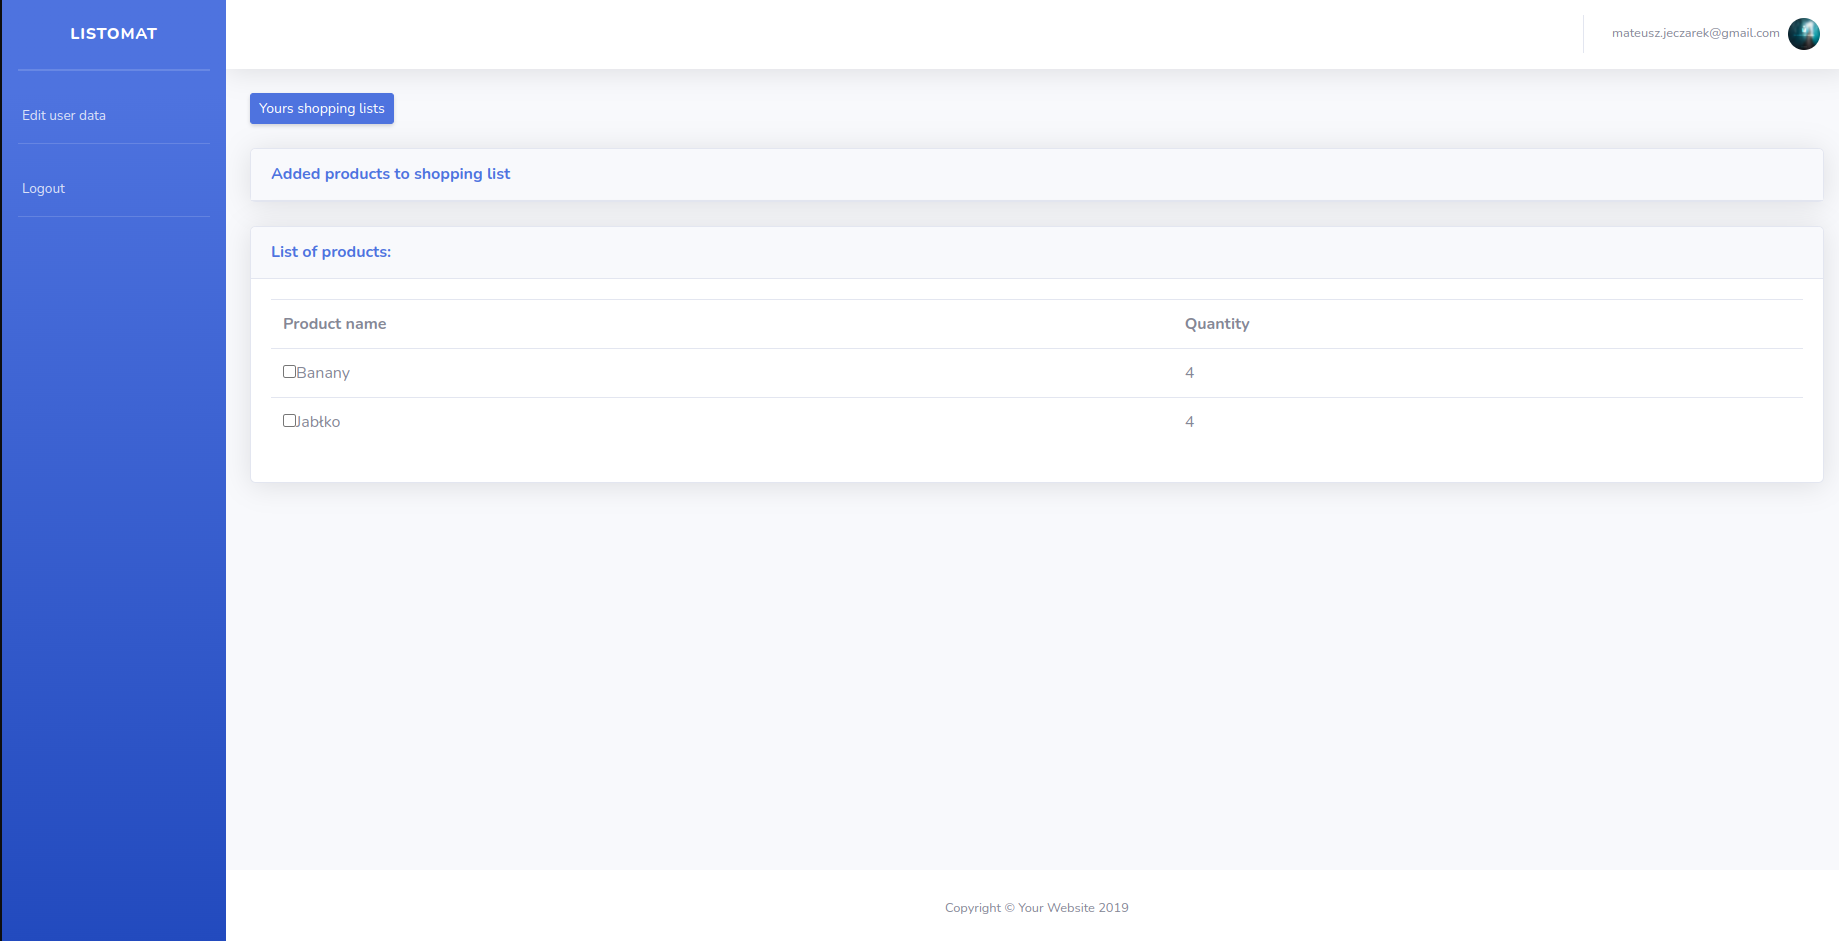 LISTOMAT
mateusz.jeczarek@gmail.com
Edit user data
Logout
Yours shopping lists
Added products to shopping list
List of products:
Product name Quantity
Banany 4
Jabłko 4
Copyright © Your Website 2019